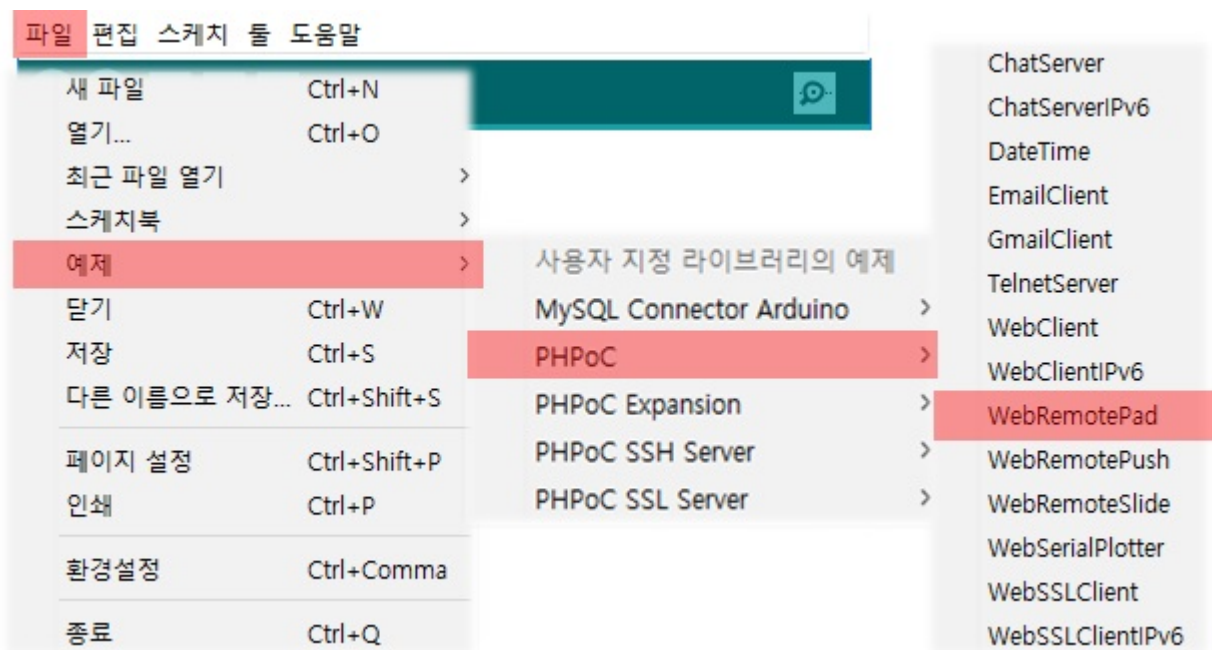 파일 편집 스케치 툴 도움말
새 파일 Ctrl+N
열기... Ctrl+O
최근 파일 열기 >
스케치북 >
예제 >
닫기 Ctrl+W
저장 Ctrl+S
다른 이름으로 저장... Ctrl+Shift+S
페이지 설정 Ctrl+Shift+P
인쇄 Ctrl+P
환경설정 Ctrl+Comma
종료 Ctrl+Q
사용자 지정 라이브러리의 예제
MySQL Connector Arduino >
PHPoC >
PHPoC Expansion >
PHPoC SSH Server >
PHPoC SSL Server >
ChatServer
ChatServerIPv6
DateTime
EmailClient
GmailClient
TelnetServer
WebClient
WebClientIPv6
WebRemotePad
WebRemotePush
WebRemoteSlide
WebSerialPlotter
WebSSLClient
WebSSLClientIPv6